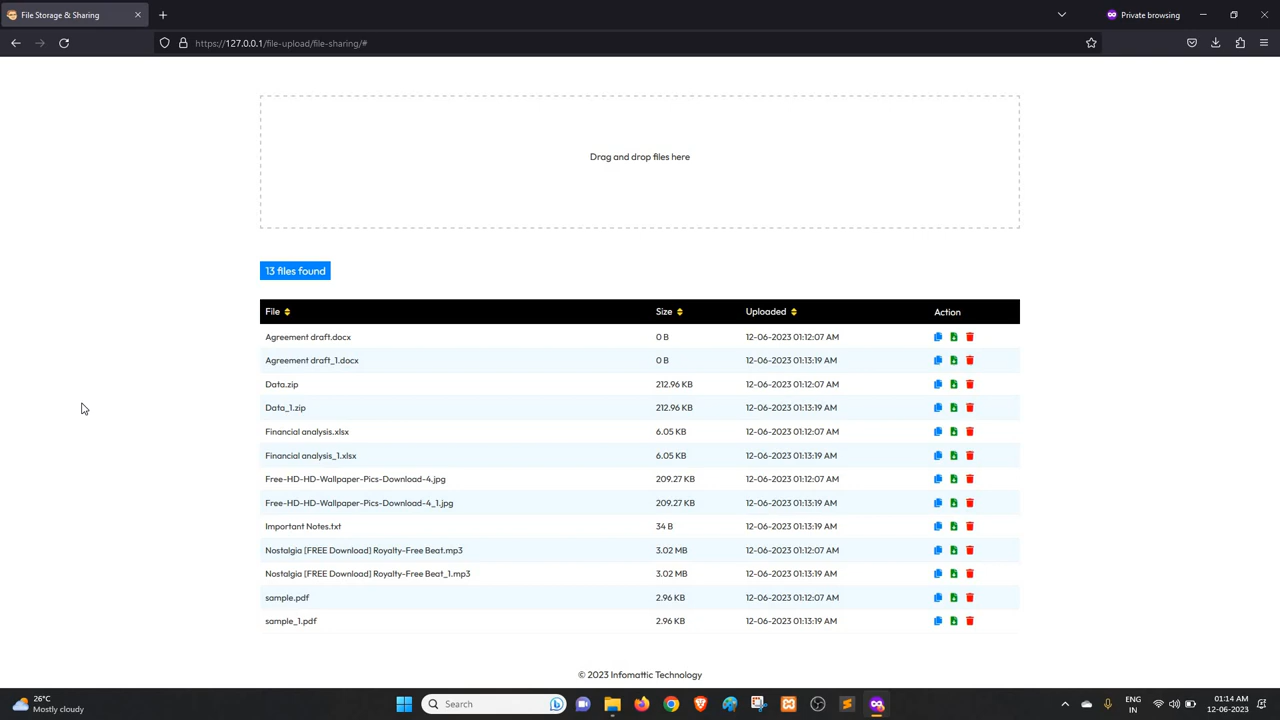 File Storage & Sharing
Private browsing
https://127.0.0.1/file-upload/file-sharing/#
Drag and drop files here
13 files found
File Size Uploaded Action
Agreement draft.docx 0 B 12-06-2023 01:12:07 AM
Agreement draft_1.docx 0 B 12-06-2023 01:13:19 AM
Data.zip 212.96 KB 12-06-2023 01:12:07 AM
Data_1.zip 212.96 KB 12-06-2023 01:13:19 AM
Financial analysis.xlsx 6.05 KB 12-06-2023 01:12:07 AM
Financial analysis_1.xlsx 6.05 KB 12-06-2023 01:13:19 AM
Free-HD-HD-Wallpaper-Pics-Download-4.jpg 209.27 KB 12-06-2023 01:12:07 AM
Free-HD-HD-Wallpaper-Pics-Download-4_1.jpg 209.27 KB 12-06-2023 01:13:19 AM
Important Notes.txt 34 B 12-06-2023 01:13:19 AM
Nostalgia [FREE Download] Royalty-Free Beat.mp3 3.02 MB 12-06-2023 01:12:07 AM
Nostalgia [FREE Download] Royalty-Free Beat_1.mp3 3.02 MB 12-06-2023 01:13:19 AM
sample.pdf 2.96 KB 12-06-2023 01:12:07 AM
sample_1.pdf 2.96 KB 12-06-2023 01:13:19 AM
© 2023 Infomattic Technology
26°C
Mostly cloudy
Search
ENG
IN
01:14 AM
12-06-2023